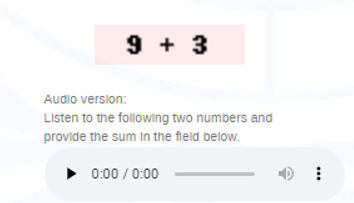 9 + 3
Audio version:
Listen to the following two numbers and
provide the sum in the field below.
0:00 / 0:00